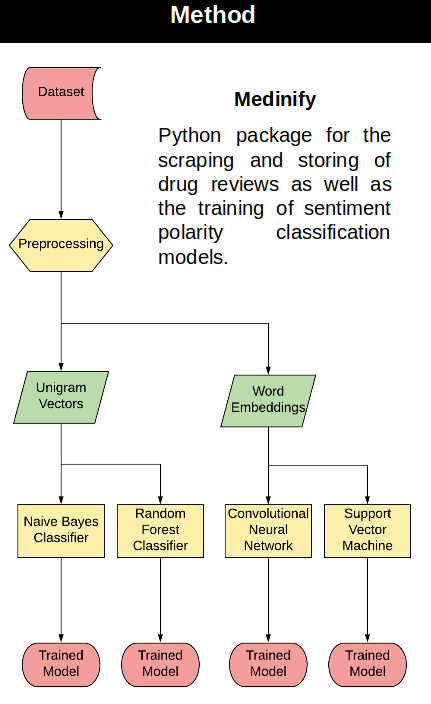 Method
Dataset
Medinify
Python package for the
scraping and storing of
drug reviews as well as
the training of sentiment
polarity classification
models.
Preprocessing
Unigram
Vectors
Word
Embeddings
Naive Bayes
Classifier
Random
Forest
Classifier
Convolutional
Neural
Network
Support
Vector
Machine
Trained
Model
Trained
Model
Trained
Model
Trained
Model